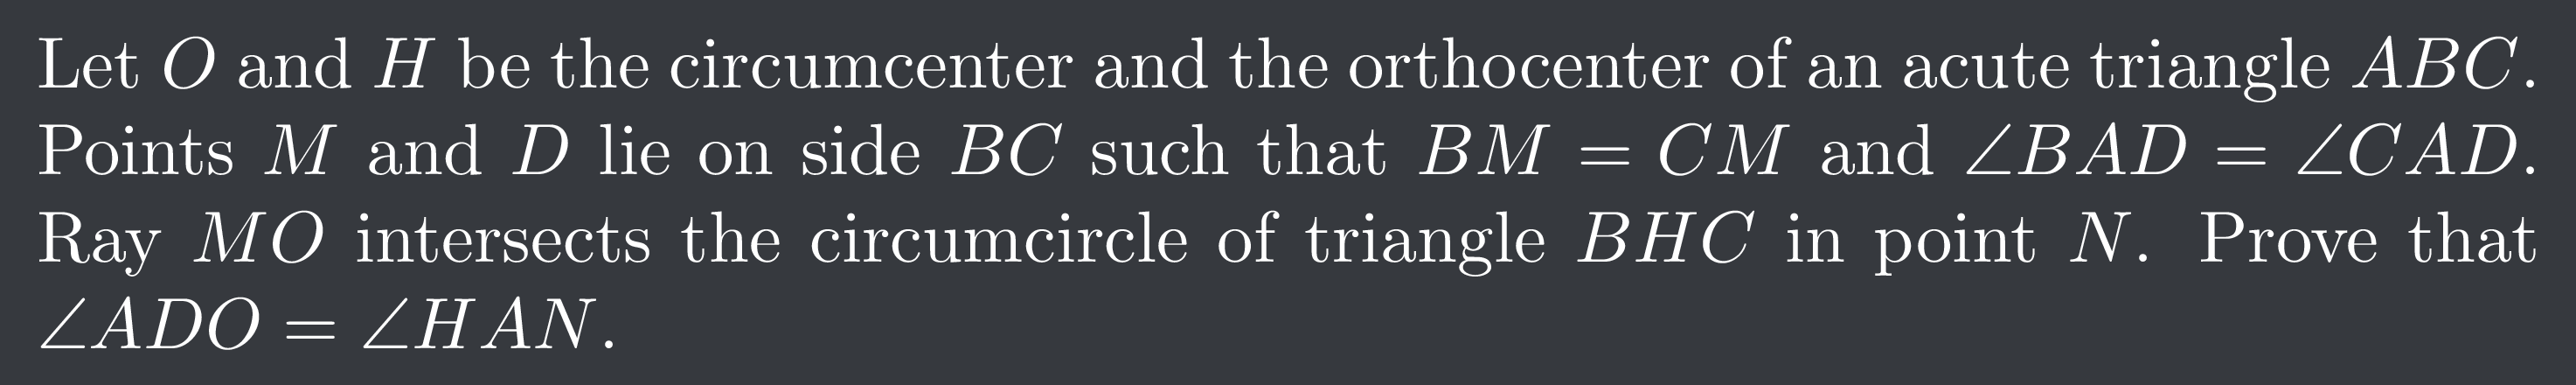 Let O and H be the circumcenter and the orthocenter of an acute triangle ABC.
Points M and D lie on side BC such that BM = CM and ∠BAD = ∠CAD.
Ray MO intersects the circumcircle of triangle BHC in point N. Prove that
∠ADO = ∠HAN.